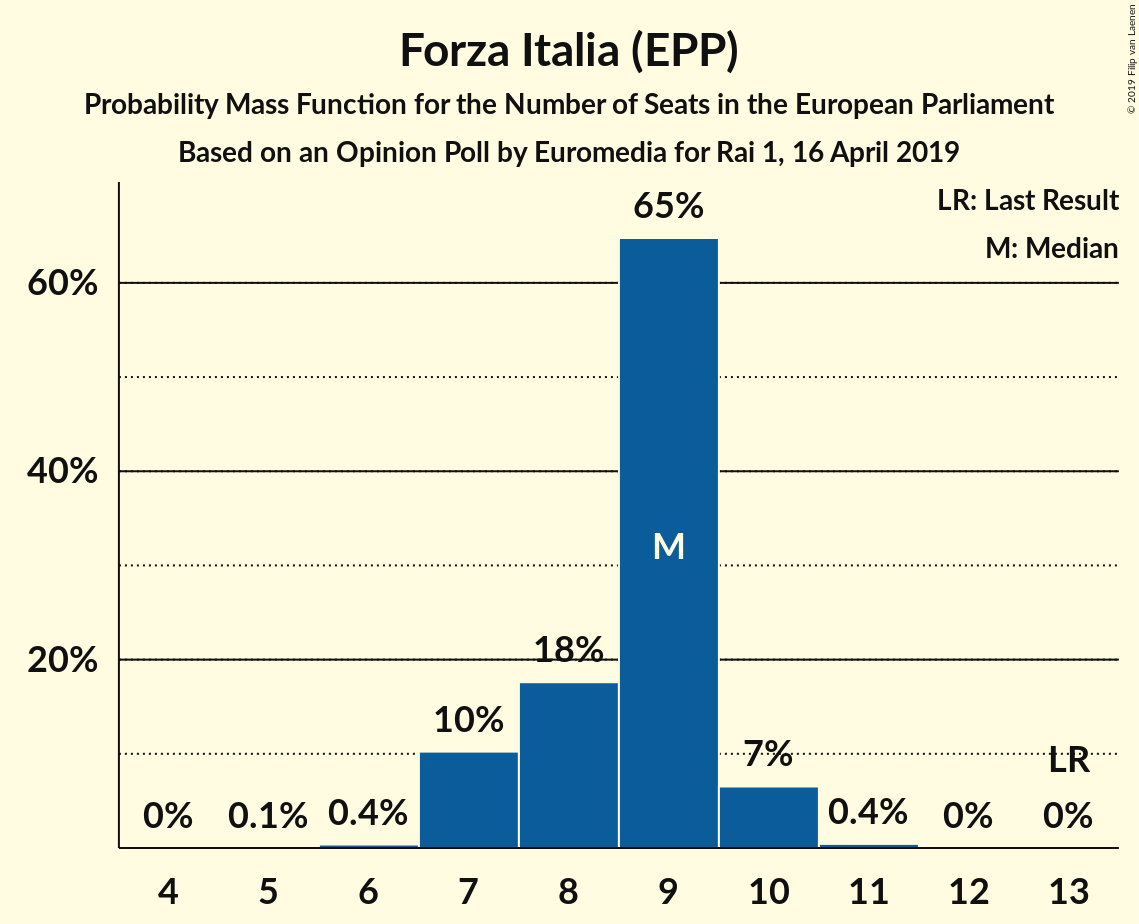 Forza Italia (EPP)
Probability Mass Function for the Number of Seats in the European Parliament
Based on an Opinion Poll by Euromedia for Rai 1, 16 April 2019
© 2019 Filip van Laenen
LR: Last Result
M: Median
60%
40%
20%
0%
0.1%
0.4%
10%
18%
65%
M
7%
0.4%
0%
LR
0%
4 5 6 7 8 9 10 11 12 13